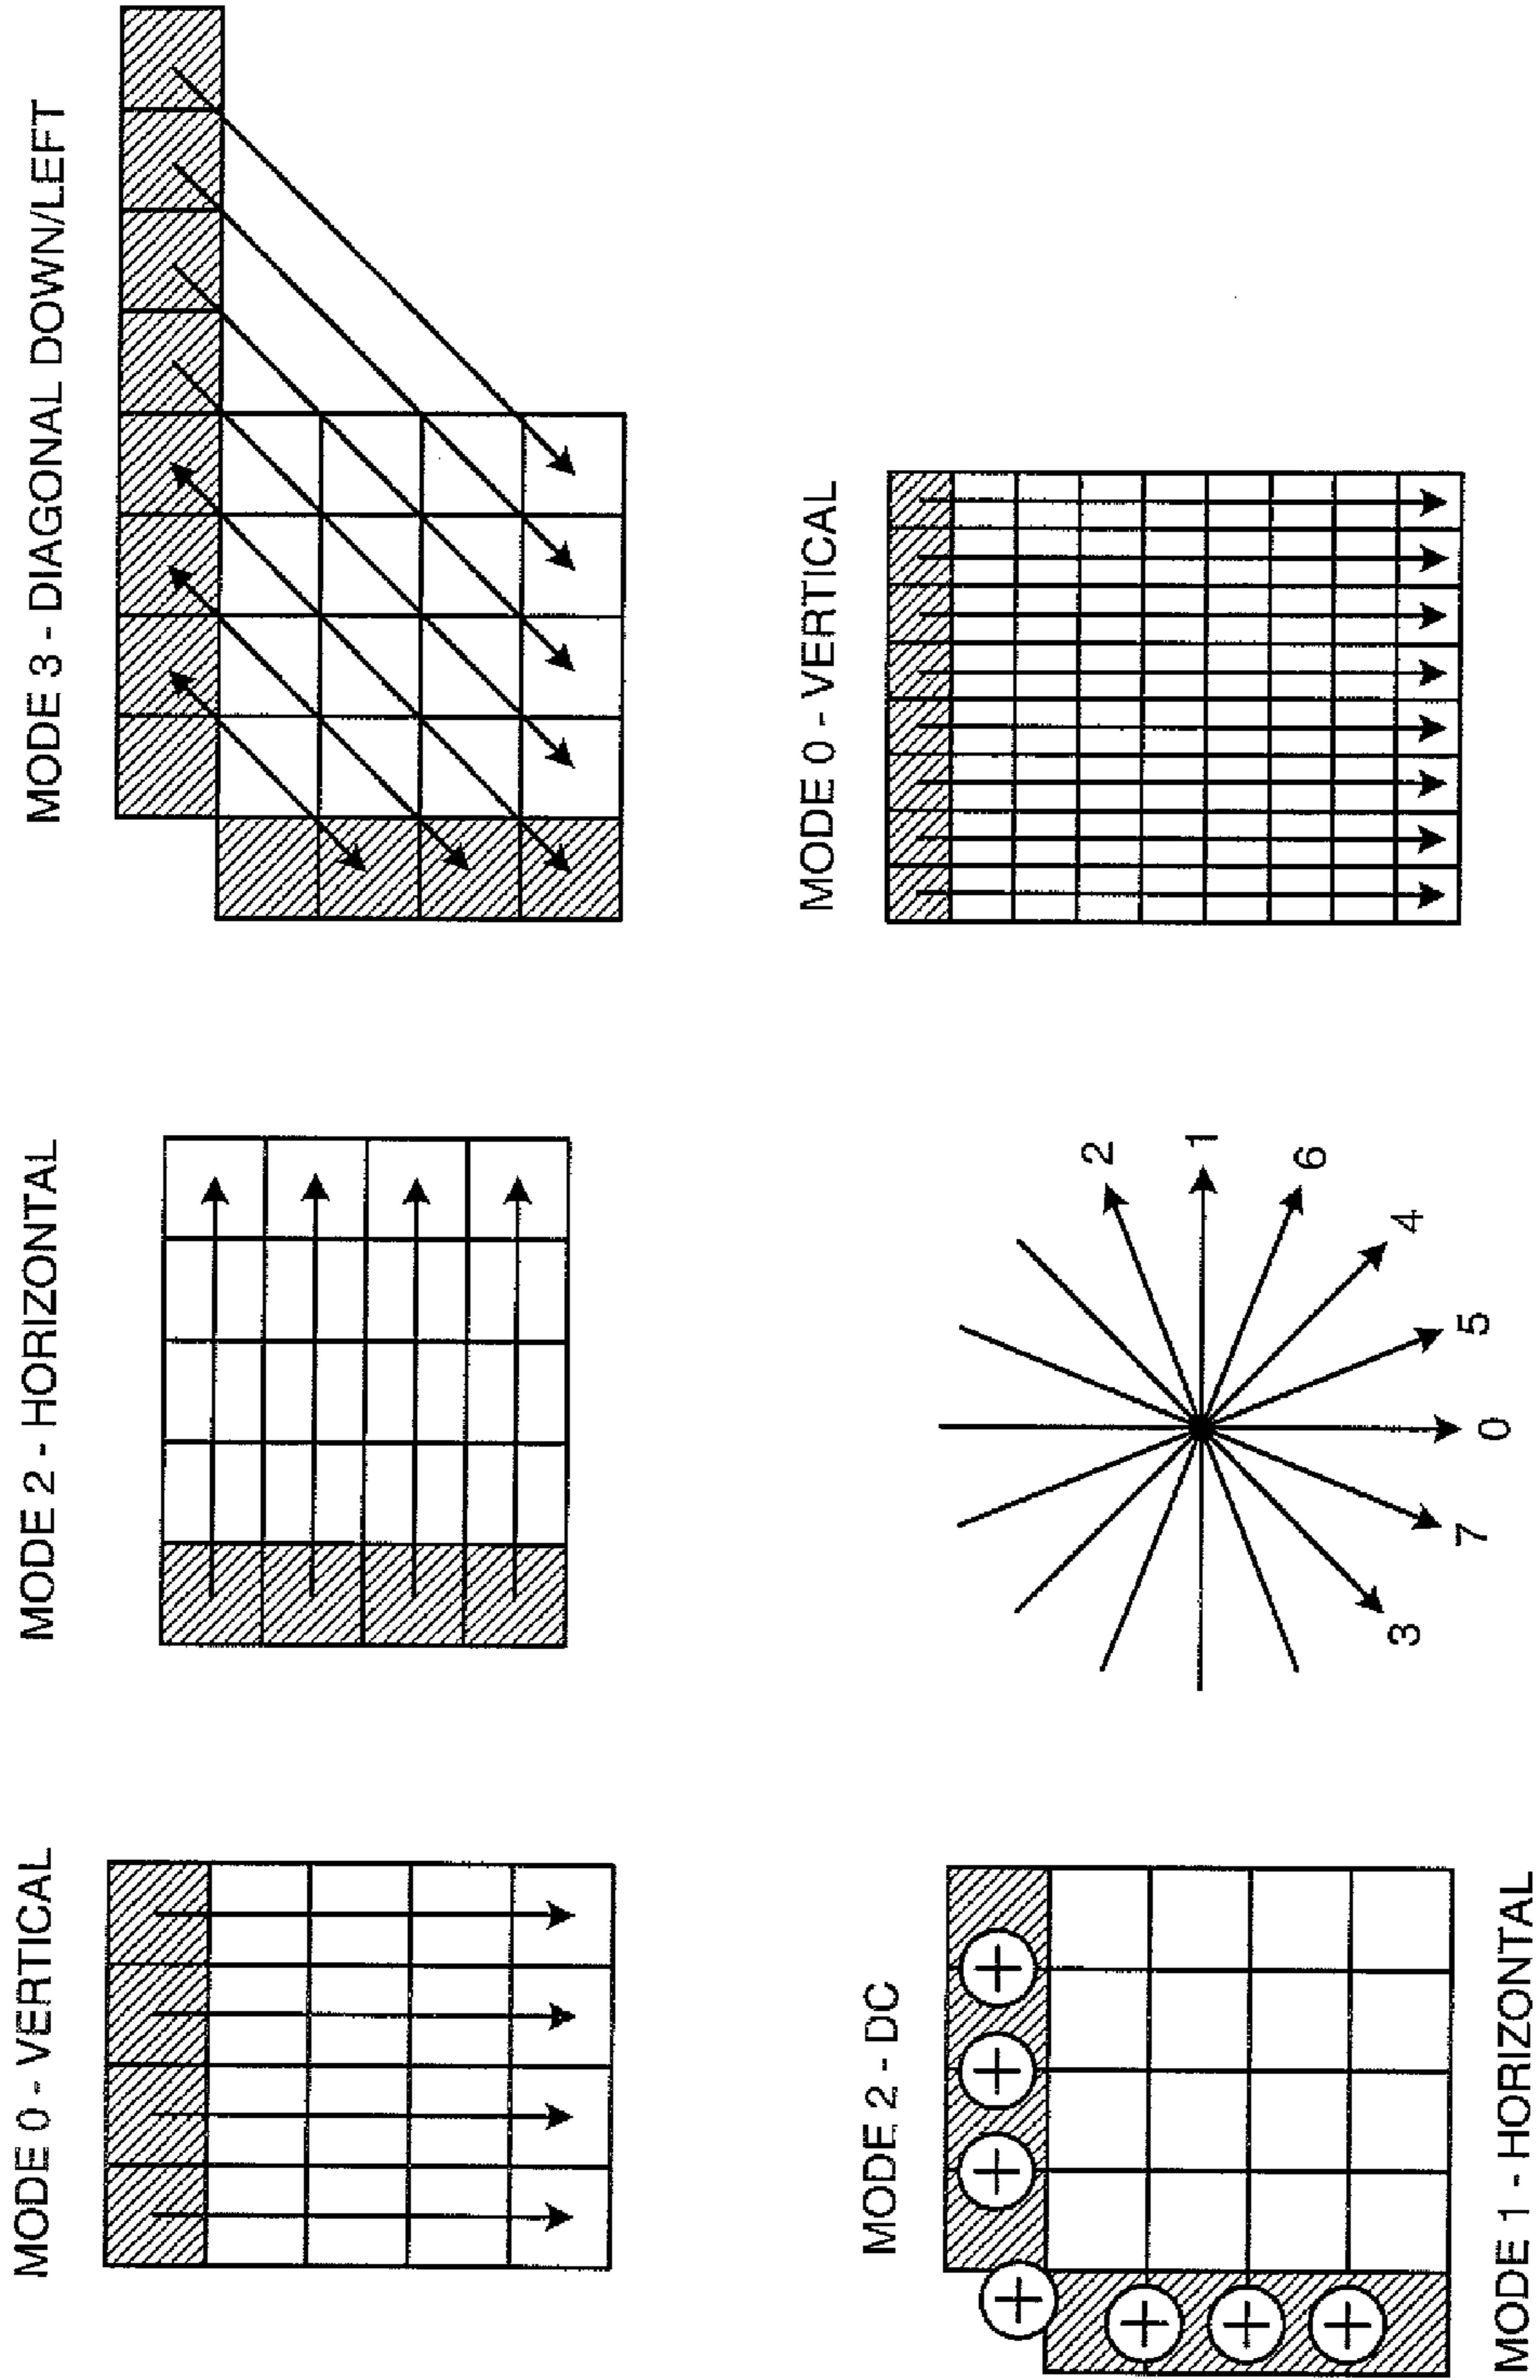 MODE 0 - VERTICAL
MODE 2 - HORIZONTAL
MODE 3 - DIAGONAL DOWN/LEFT
MODE 2 - DC
2
1
6
4
5
0
7
3
MODE 0 - VERTICAL
MODE 1 - HORIZONTAL